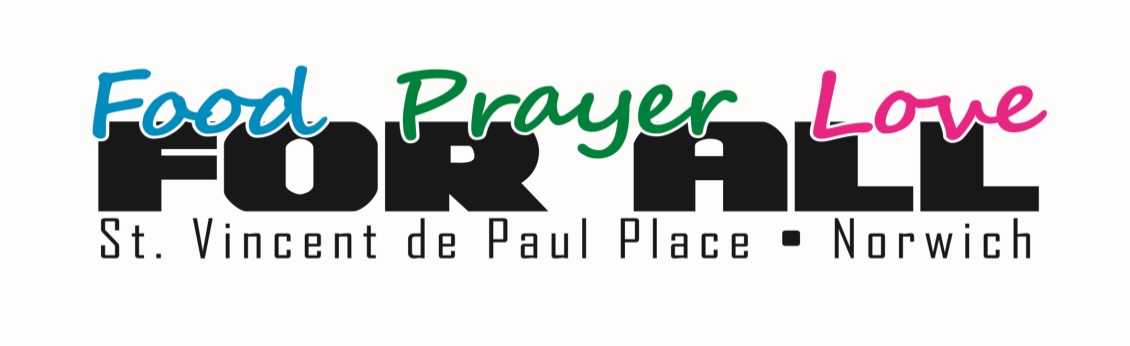 Food Prayer Love
FOR ALL
St. Vincent de Paul Place ▪ Norwich